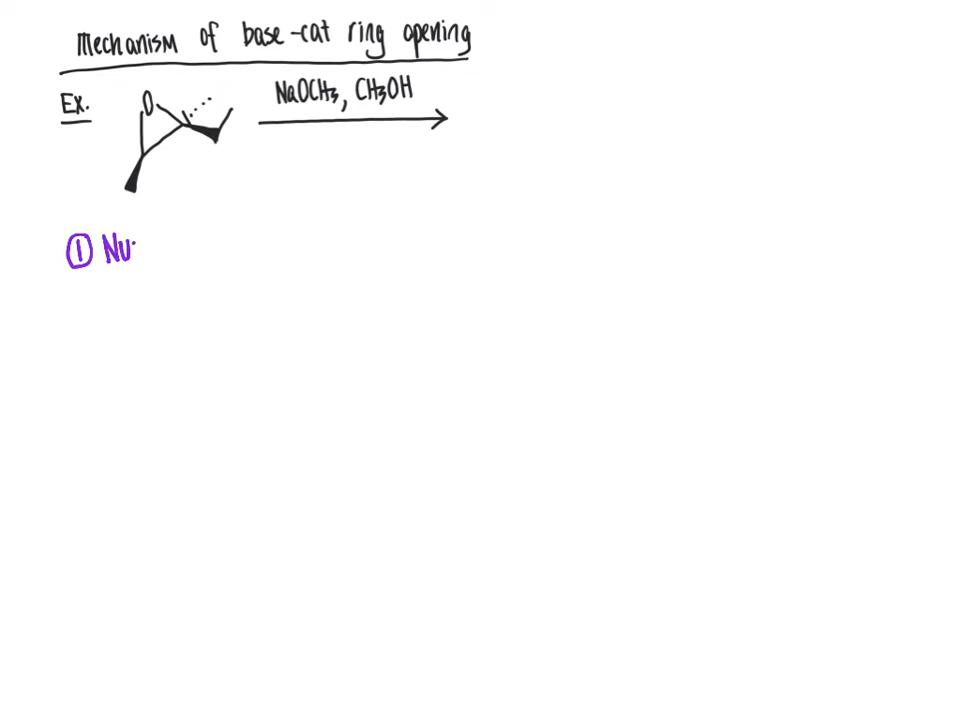 Mechanism of base-cat ring opening
Ex.
O
NaOCH₃, CH₃OH
① Nu